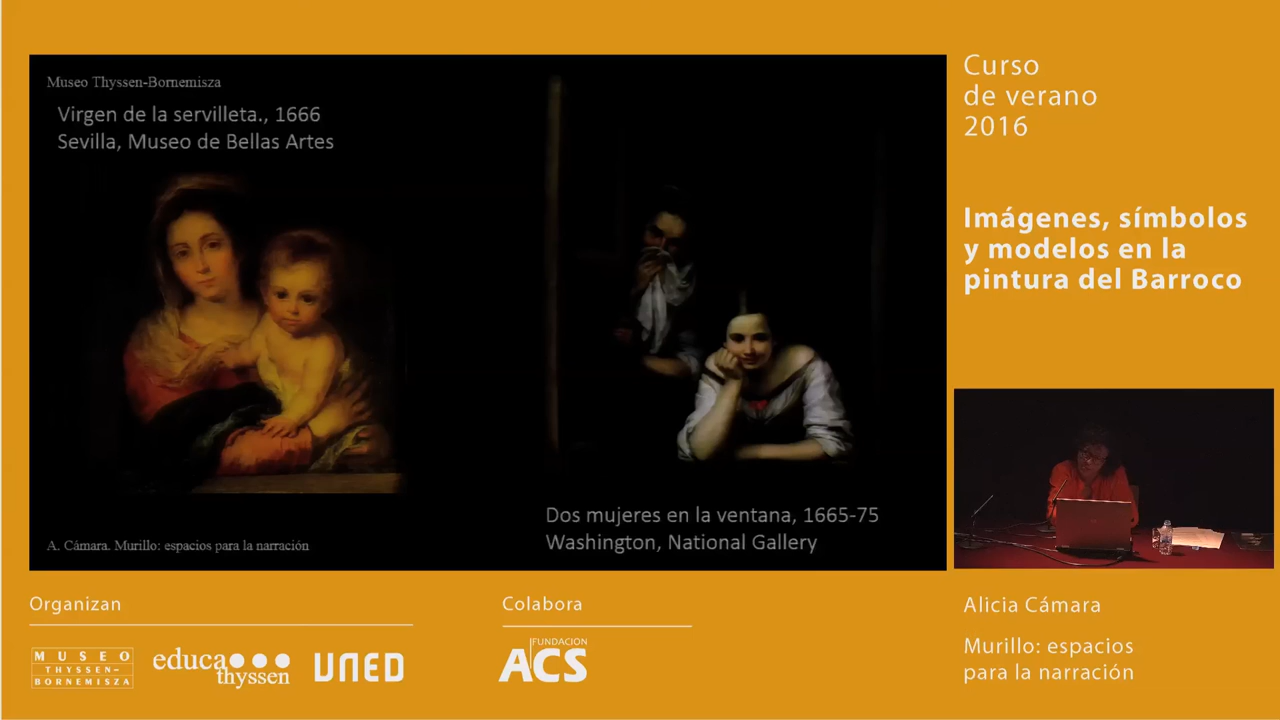 Museo Thyssen-Bornemisza
Virgen de la servilleta., 1666
Sevilla, Museo de Bellas Artes
Dos mujeres en la ventana, 1665-75
Washington, National Gallery
A. Cámara. Murillo: espacios para la narración
Curso
de verano
2016
Imágenes, símbolos
y modelos en la
pintura del Barroco
Alicia Cámara
Murillo: espacios
para la narración
Organizan
MUSEO
THYSSEN-
BORNEMISZA
educa
thyssen
UNED
Colabora
FUNDACION
ACS